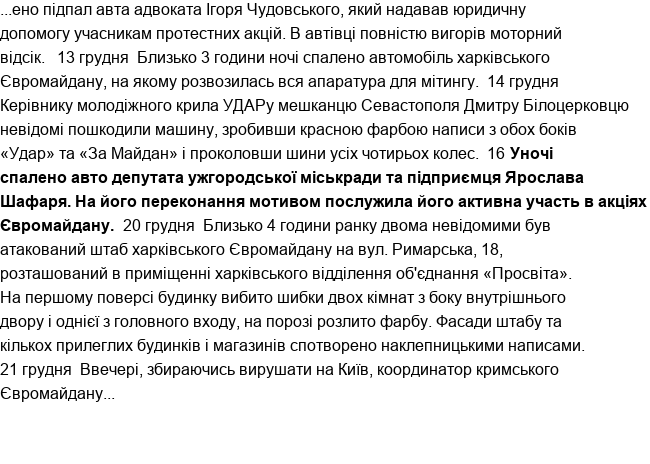 ...ено підпал авта адвоката Ігоря Чудовського, який надавав юридичну
допомогу учасникам протестних акцій. В автівці повністю вигорів моторний
відсік.   13 грудня  Близько 3 години ночі спалено автомобіль харківського
Євромайдану, на якому розвозилась вся апаратура для мітингу.  14 грудня
Керівнику молодіжного крила УДАРу мешканцю Севастополя Дмитру Білоцерковцю
невідомі пошкодили машину, зробивши красною фарбою написи з обох боків
«Удар» та «За Майдан» і проколовши шини усіх чотирьох колес.  16 Уночі
спалено авто депутата ужгородської міськради та підприємця Ярослава
Шафаря. На його переконання мотивом послужила його активна участь в акціях
Євромайдану.  20 грудня  Близько 4 години ранку двома невідомими був
атакований штаб харківського Євромайдану на вул. Римарська, 18,
розташований в приміщенні харківського відділення об'єднання «Просвіта».
На першому поверсі будинку вибито шибки двох кімнат з боку внутрішнього
двору і однієї з головного входу, на порозі розлито фарбу. Фасади штабу та
кількох прилеглих будинків і магазинів спотворено наклепницькими написами.
21 грудня  Ввечері, збираючись вирушати на Київ, координатор кримського
Євромайдану...